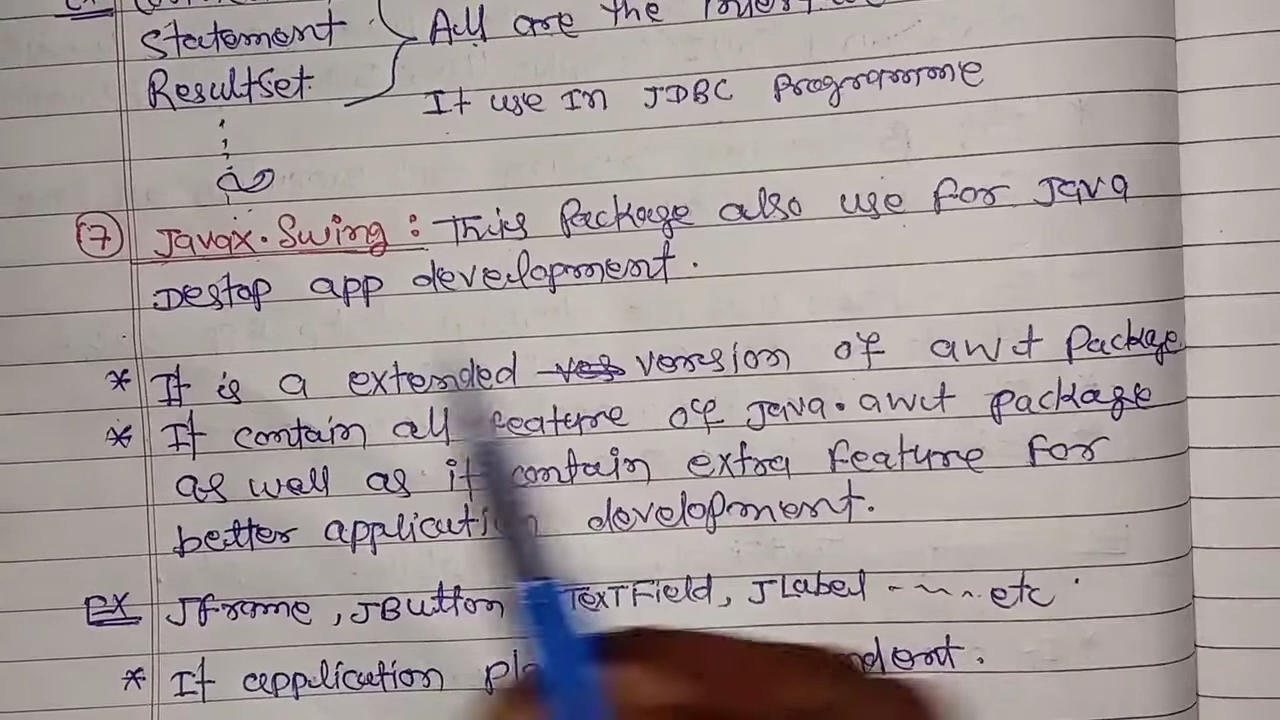 Statement
All are the
ResultSet
It use In JDBC Programme
(7) Javax.Swing : This Package also use for Java
Destop app development.
* It is a extended version of awt Package
* It contain all feature of Java.awt package
as well as it contain extra feature for
better application development.
Ex JFrame, JButton TextField, JLabel ---- etc
* It application